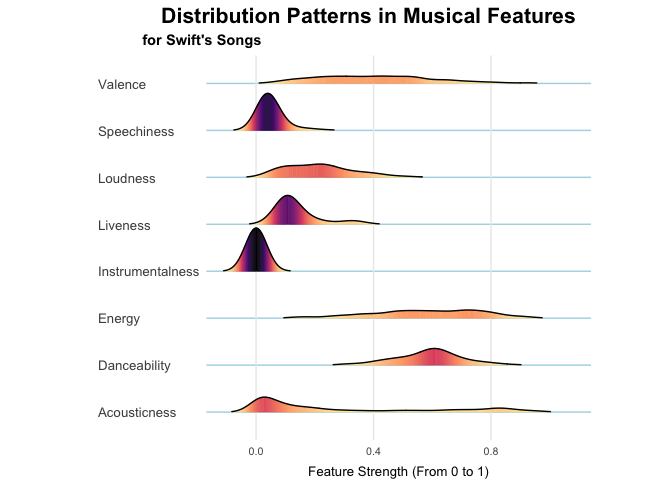 Distribution Patterns in Musical Features
for Swift's Songs
Valence
Speechiness
Loudness
Liveness
Instrumentalness
Energy
Danceability
Acousticness
0.0 0.4 0.8
Feature Strength (From 0 to 1)